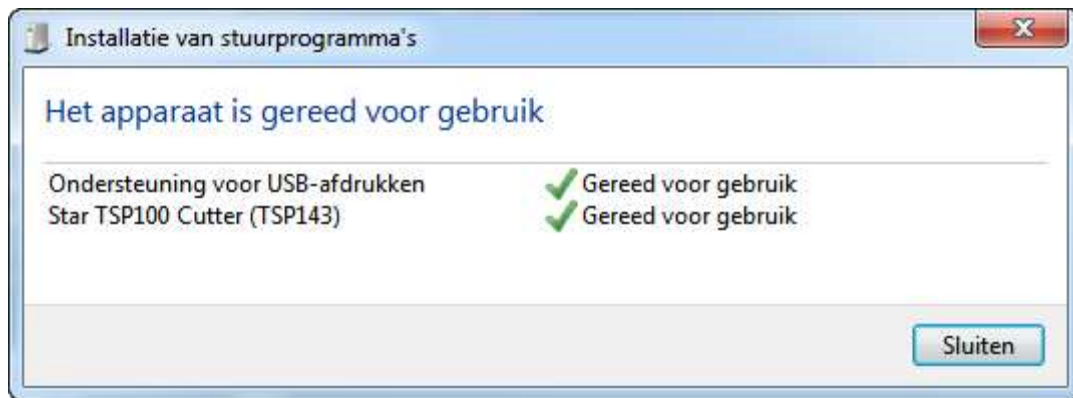 Installatie van stuurprogramma's
Het apparaat is gereed voor gebruik
Ondersteuning voor USB-afdrukken Gereed voor gebruik
Star TSP100 Cutter (TSP143) Gereed voor gebruik
Sluiten